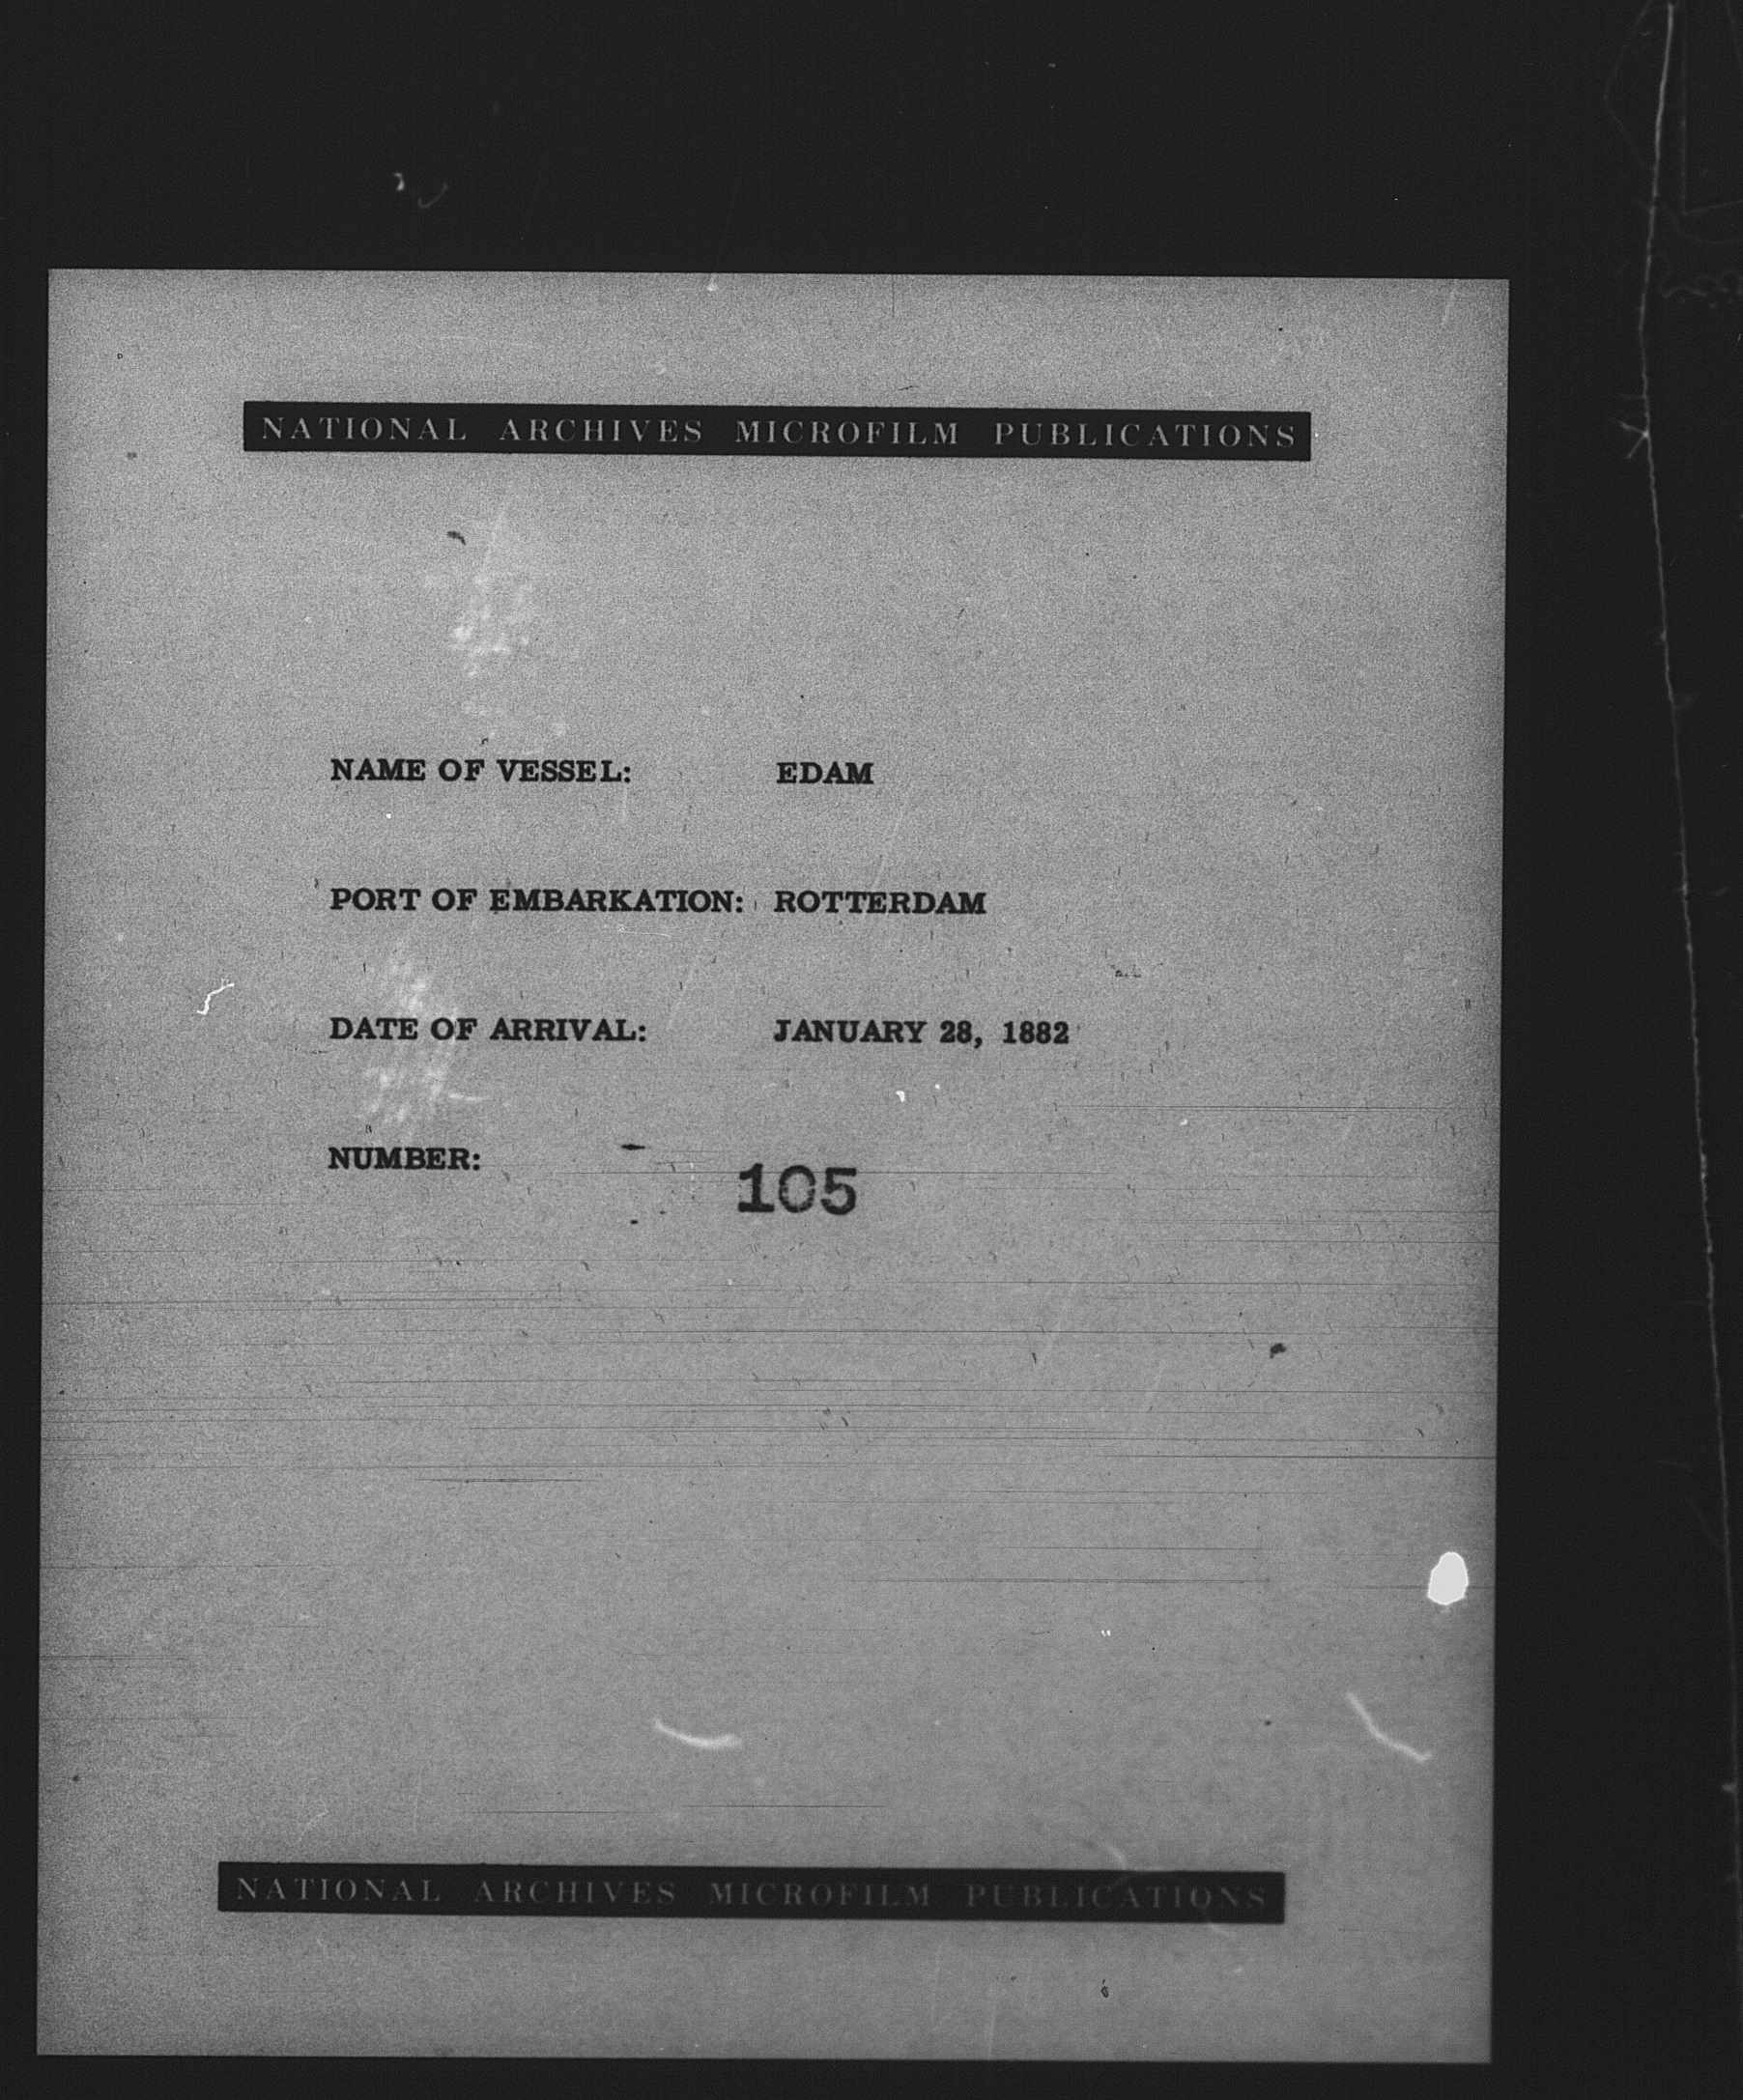 NATIONAL ARCHIVES MICROFILM PUBLICATIONS
NAME OF VESSEL: EDAM
PORT OF EMBARKATION: ROTTERDAM
DATE OF ARRIVAL: JANUARY 28, 1882
NUMBER: 105
NATIONAL ARCHIVES MICROFILM PUBLICATIONS